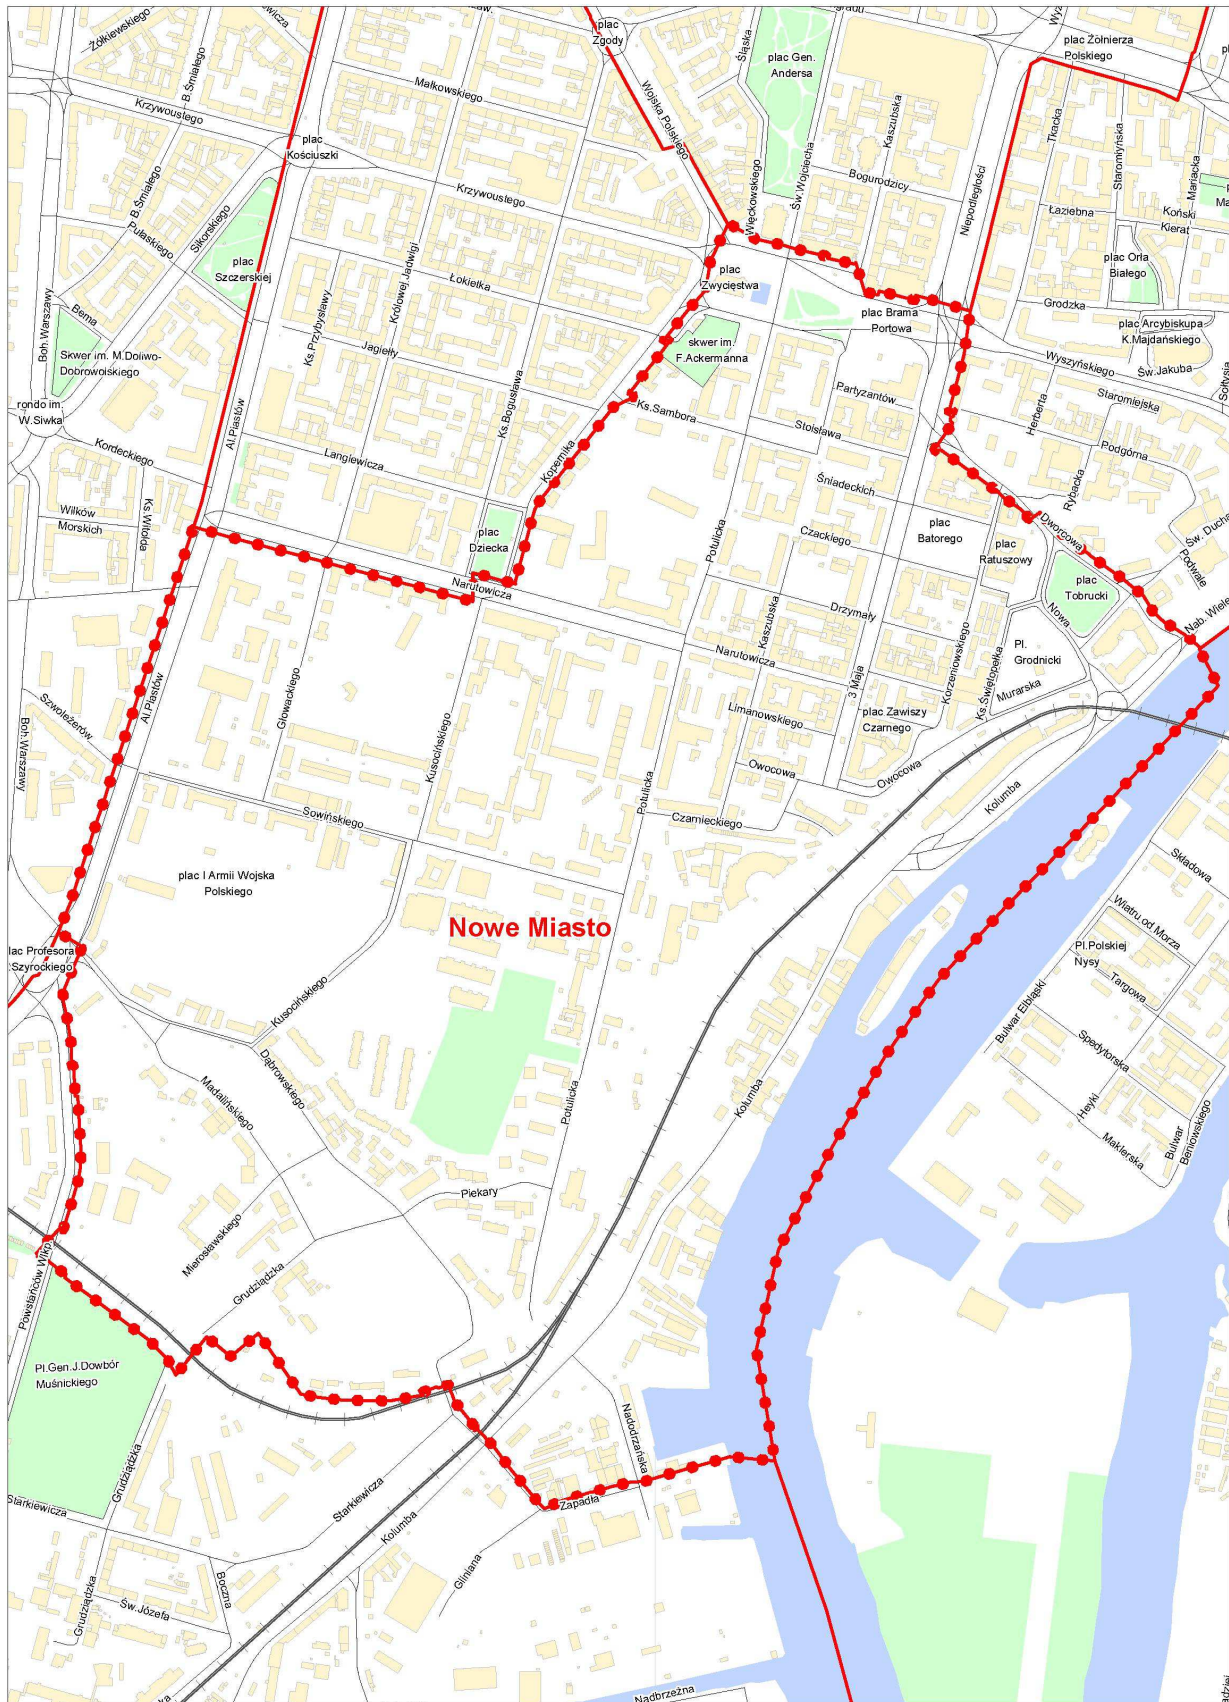 Żółkiewskiego
B.Śmiałego
plac
Zgody
Śląska
plac Gen.
Andersa
plac Żołnierza
Polskiego
Małkowskiego
Wojska Polskiego
Krzywoustego
plac
Kościuszki
Kaszubska
Tkacka
Staromłyńska
Mariacka
B.Śmiałego
Pułaskiego
Sikorskiego
Krzywoustego
Więckowskiego
Św.Wojciecha
Bogurodzicy
Niepodległości
Łaziebna
Koński
Kierat
plac
Szczerskiej
Królowej Jadwigi
Łokietka
plac
Zwycięstwa
plac Orła
Białego
Boh.Warszawy
Bema
Ks.Przybysławy
Jagiełły
plac Brama
Portowa
Grodzka
plac Arcybiskupa
K.Majdańskiego
Skwer im. M.Doliwo-
Dobrowolskiego
skwer im.
F.Ackermanna
Wyszyńskiego
Św.Jakuba
Sołtysia
rondo im.
W.Siwka
Al.Piastów
Ks.Bogusława
Ks.Sambora
Partyzantów
Stoisława
Herberta
Staromiejska
Kordeckiego
Langiewicza
Kopernika
Podgórna
Śniadeckich
Rybacka
Wilków
Morskich
Ks.Witolda
plac
Dziecka
Potulicka
Czackiego
plac
Batorego
plac
Ratuszowy
Dworcowa
Św. Ducha
Podwale
plac
Tobrucki
Narutowicza
Kaszubska
Drzymały
Nowa
Nab. Wiele
Narutowicza
3 Maja
Korzeniowskiego
Ks.Świętopełka
Pl.
Grodnicki
Murarska
Szwoleżerów
Al.Piastów
Głowackiego
Limanowskiego
plac Zawiszy
Czarnego
Boh.Warszawy
Kusocińskiego
Owocowa
Owocowa
Potulicka
Kolumba
Sowińskiego
Czarnieckiego
Składowa
plac I Armii Wojska
Polskiego
Nowe Miasto
Wiatru od Morza
lac Profesora
.Szyrockiego
Pl.Polskiej
Nysy
Targowa
Kusocińskiego
Bulwar Elbląski
Spedytorska
Dąbrowskiego
Madalińskiego
Potulicka
Kolumba
Heyki
Maklerska
Bulwar
Beniowskiego
Piekary
Mierosławskiego
Grudziądzka
Powstańców Wlkp.
Pl.Gen.J.Dowbór
Muśnickiego
Nadodrzańska
Grudziądzka
Starkiewicza
Starkiewicza
Zapadła
Kolumba
Gliniana
Boczna
Grudziądzka
Św.Józefa
Nadbrzeżna